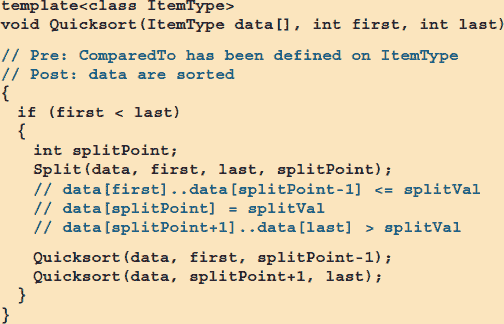 template<class ItemType>
void Quicksort(ItemType data[], int first, int last)
// Pre: ComparedTo has been defined on ItemType
// Post: data are sorted
{
  if (first < last)
  {
    int splitPoint;
    Split(data, first, last, splitPoint);
    // data[first]..data[splitPoint-1] <= splitVal
    // data[splitPoint] = splitVal
    // data[splitPoint+1]..data[last] > splitVal
    Quicksort(data, first, splitPoint-1);
    Quicksort(data, splitPoint+1, last);
  }
}